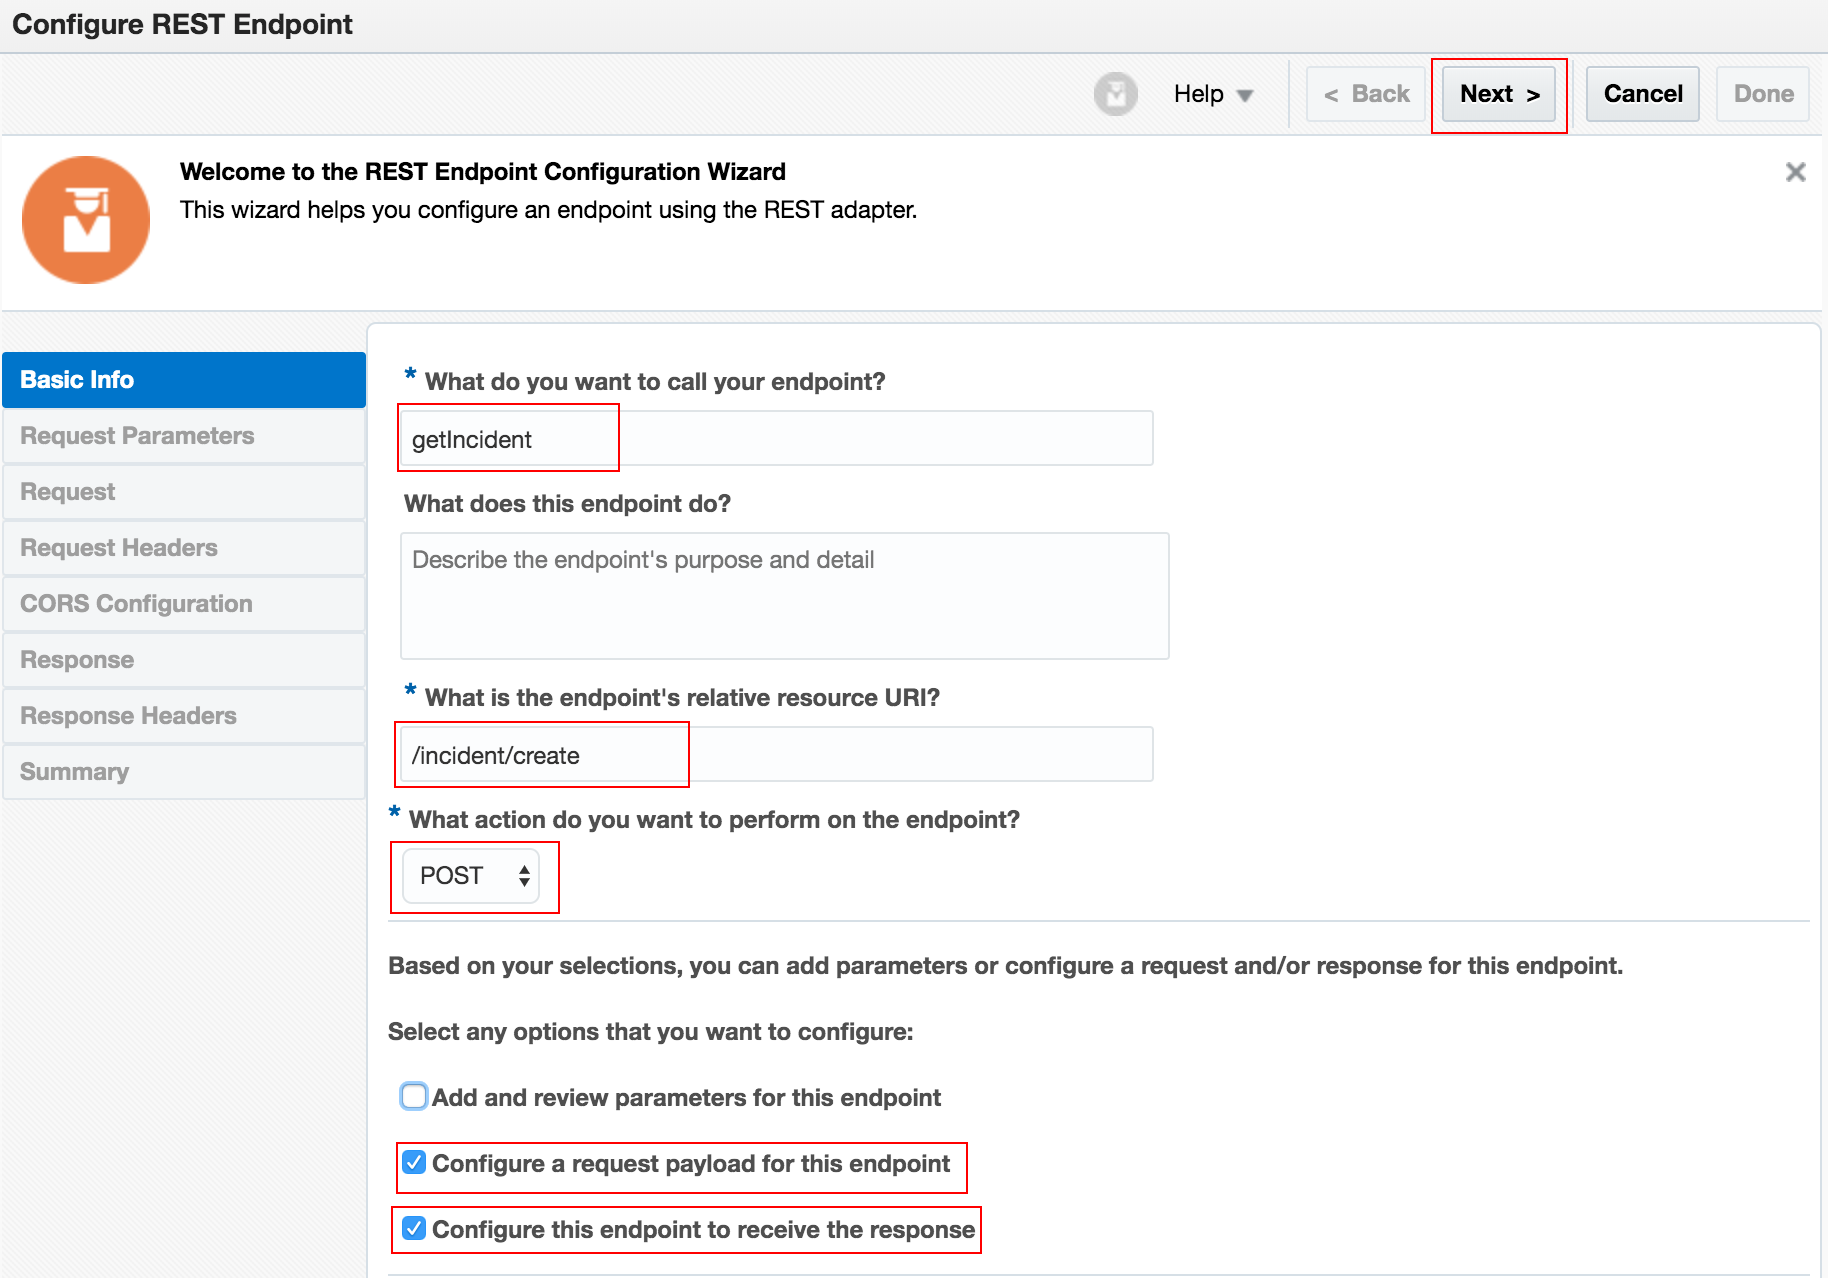 Configure REST Endpoint
Help
< Back
Next >
Cancel
Done
Welcome to the REST Endpoint Configuration Wizard
This wizard helps you configure an endpoint using the REST adapter.
Basic Info
Request Parameters
Request
Request Headers
CORS Configuration
Response
Response Headers
Summary
* What do you want to call your endpoint?
getIncident
What does this endpoint do?
Describe the endpoint's purpose and detail
* What is the endpoint's relative resource URI?
/incident/create
* What action do you want to perform on the endpoint?
POST
Based on your selections, you can add parameters or configure a request and/or response for this endpoint.
Select any options that you want to configure:
Add and review parameters for this endpoint
Configure a request payload for this endpoint
Configure this endpoint to receive the response